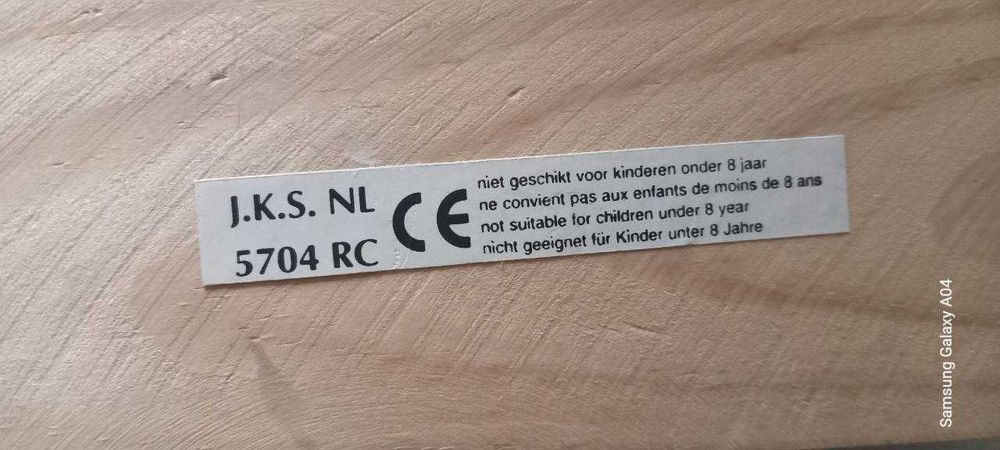 J.K.S. NL
5704 RC
CE
niet geschikt voor kinderen onder 8 jaar
ne convient pas aux enfants de moins de 8 ans
not suitable for children under 8 year
nicht geeignet für Kinder unter 8 Jahre
Samsung Galaxy A04